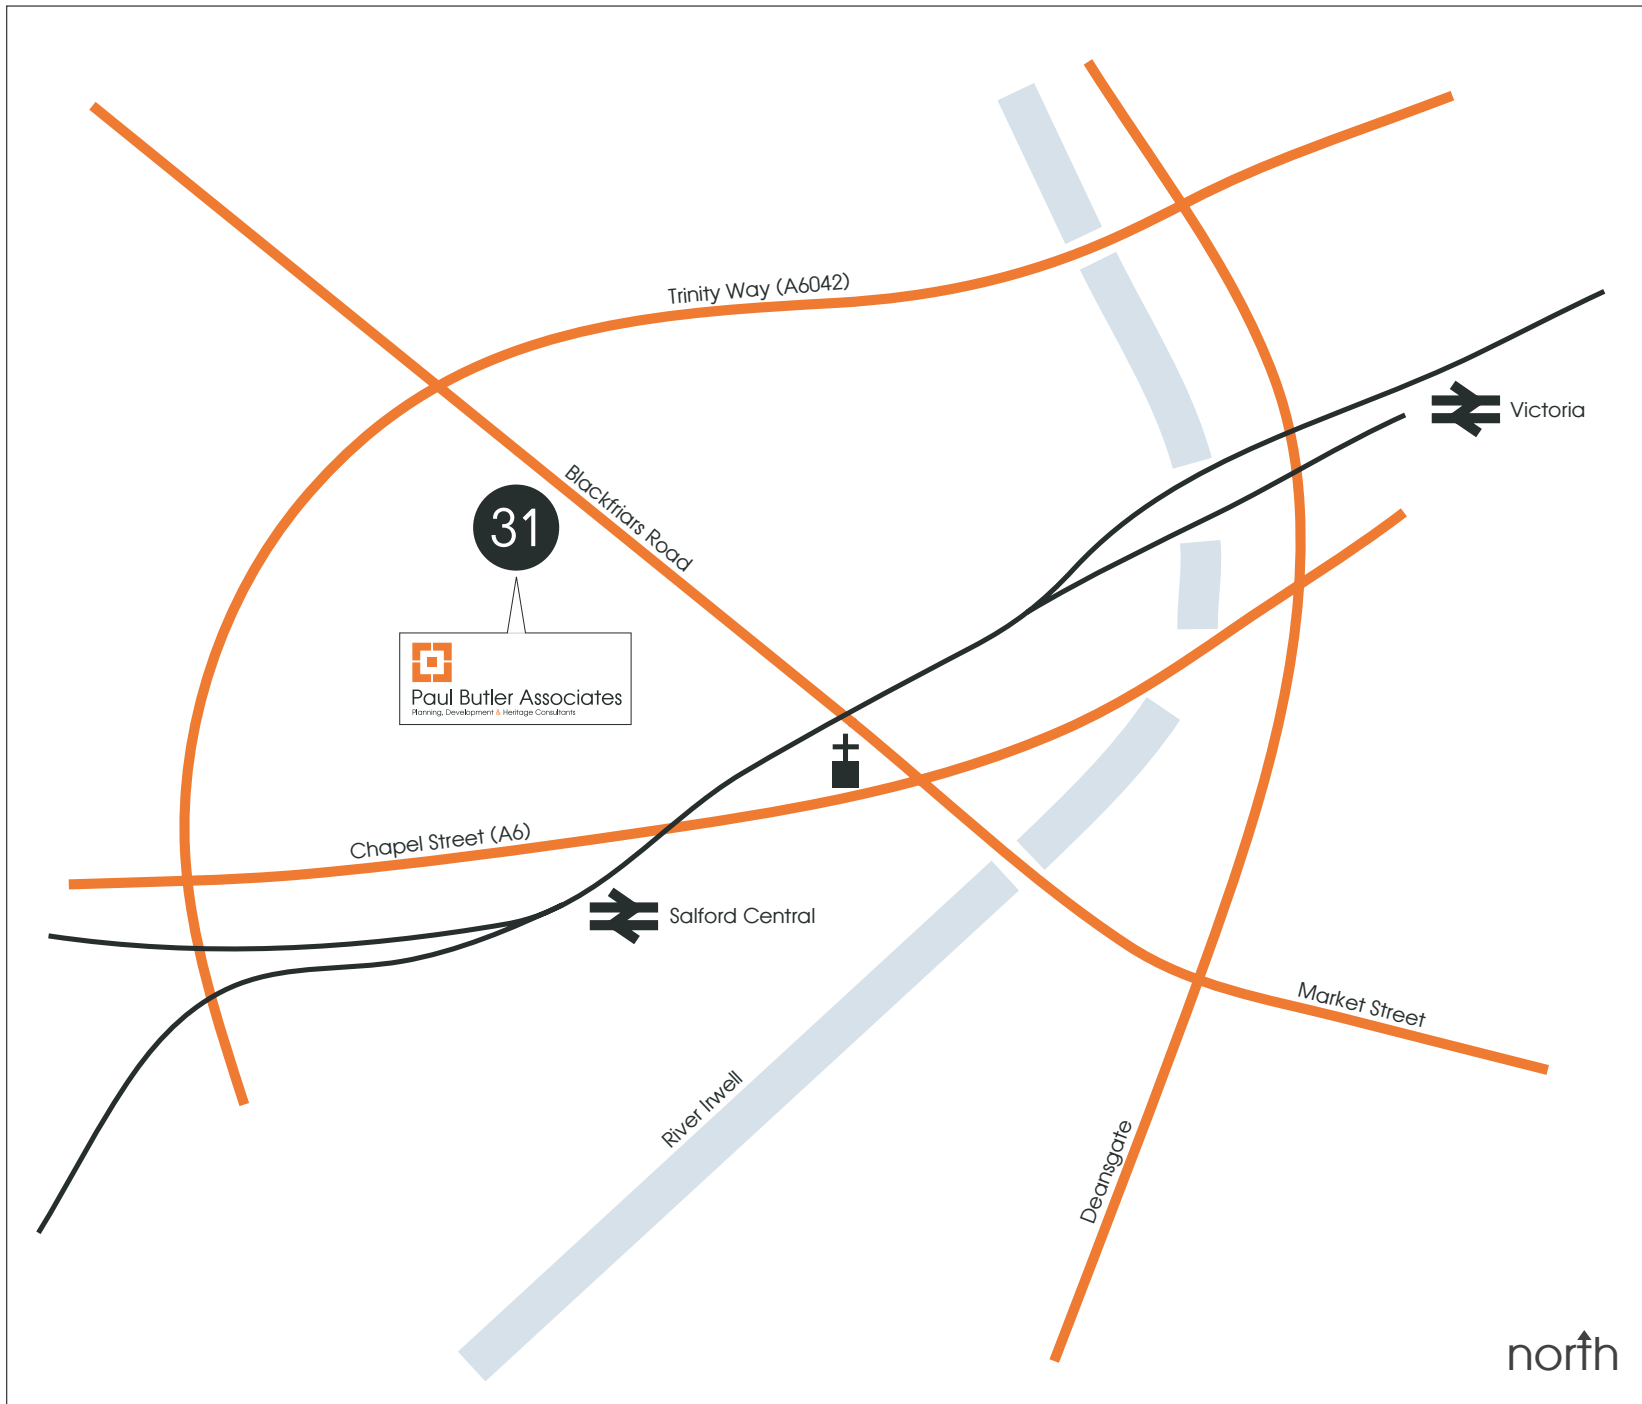 Trinity Way (A6042)
Victoria
Blackfriars Road
31
Paul Butler Associates
Planning, Development & Heritage Consultants
Chapel Street (A6)
Salford Central
Market Street
River Irwell
Deansgate
north